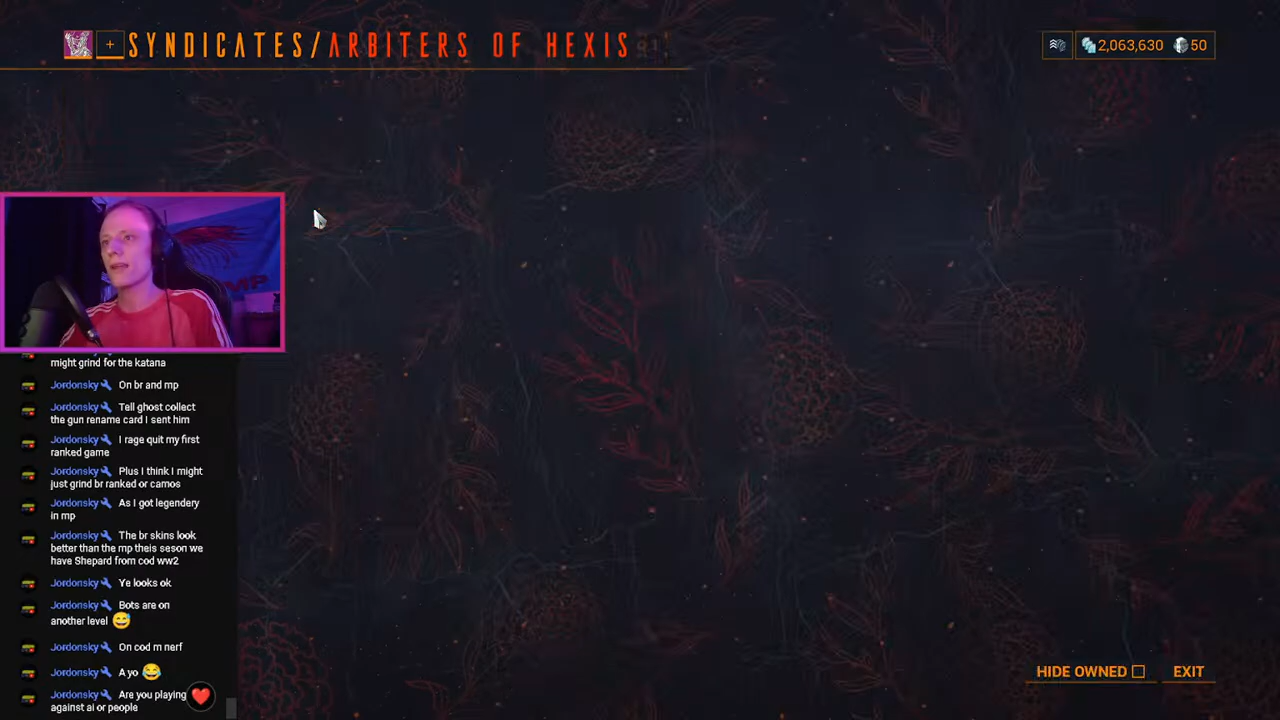 SYNDICATES/ARBITERS OF HEXIS
2,063,630 50
might grind for the katana
Jordonsky On br and mp
Jordonsky Tell ghost collect
the gun rename card I sent him
Jordonsky I rage quit my first
ranked game
Jordonsky Plus I think I might
just grind br ranked or camos
Jordonsky As I got legendery
in mp
Jordonsky The br skins look
better than the mp theis seson we
have Shepard from cod ww2
Jordonsky Ye looks ok
Jordonsky Bots are on
another level 😅
Jordonsky On cod m nerf
Jordonsky A yo 😂
Jordonsky Are you playing
against ai or people
HIDE OWNED EXIT